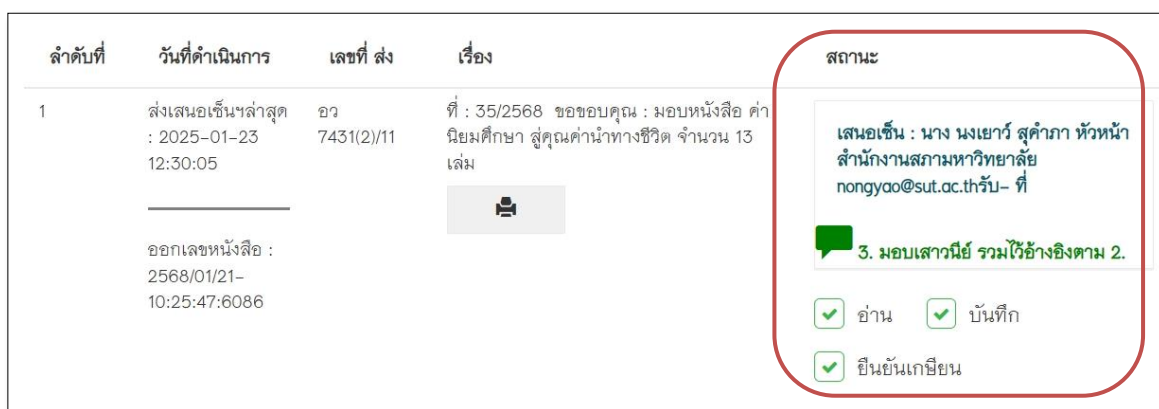 ลำดับที่ วันที่ดำเนินการ เลขที่ ส่ง เรื่อง สถานะ
1
ส่งเสนอเซ็นฯล่าสุด
: 2025-01-23
12:30:05
ออกเลขหนังสือ :
2568/01/21-
10:25:47:6086
อว
7431(2)/11
ที่ : 35/2568 ขอขอบคุณ : มอบหนังสือ ค่า
นิยมศึกษา สู่คุณค่านำทางชีวิต จำนวน 13
เล่ม
เสนอเซ็น : นาง นงเยาว์ สุคำภา หัวหน้า
สำนักงานสภามหาวิทยาลัย
nongyao@sut.ac.thรับ- ที่
3. มอบเสาวนีย์ รวมไว้อ้างอิงตาม 2.
อ่าน บันทึก
ยืนยันเกษียน